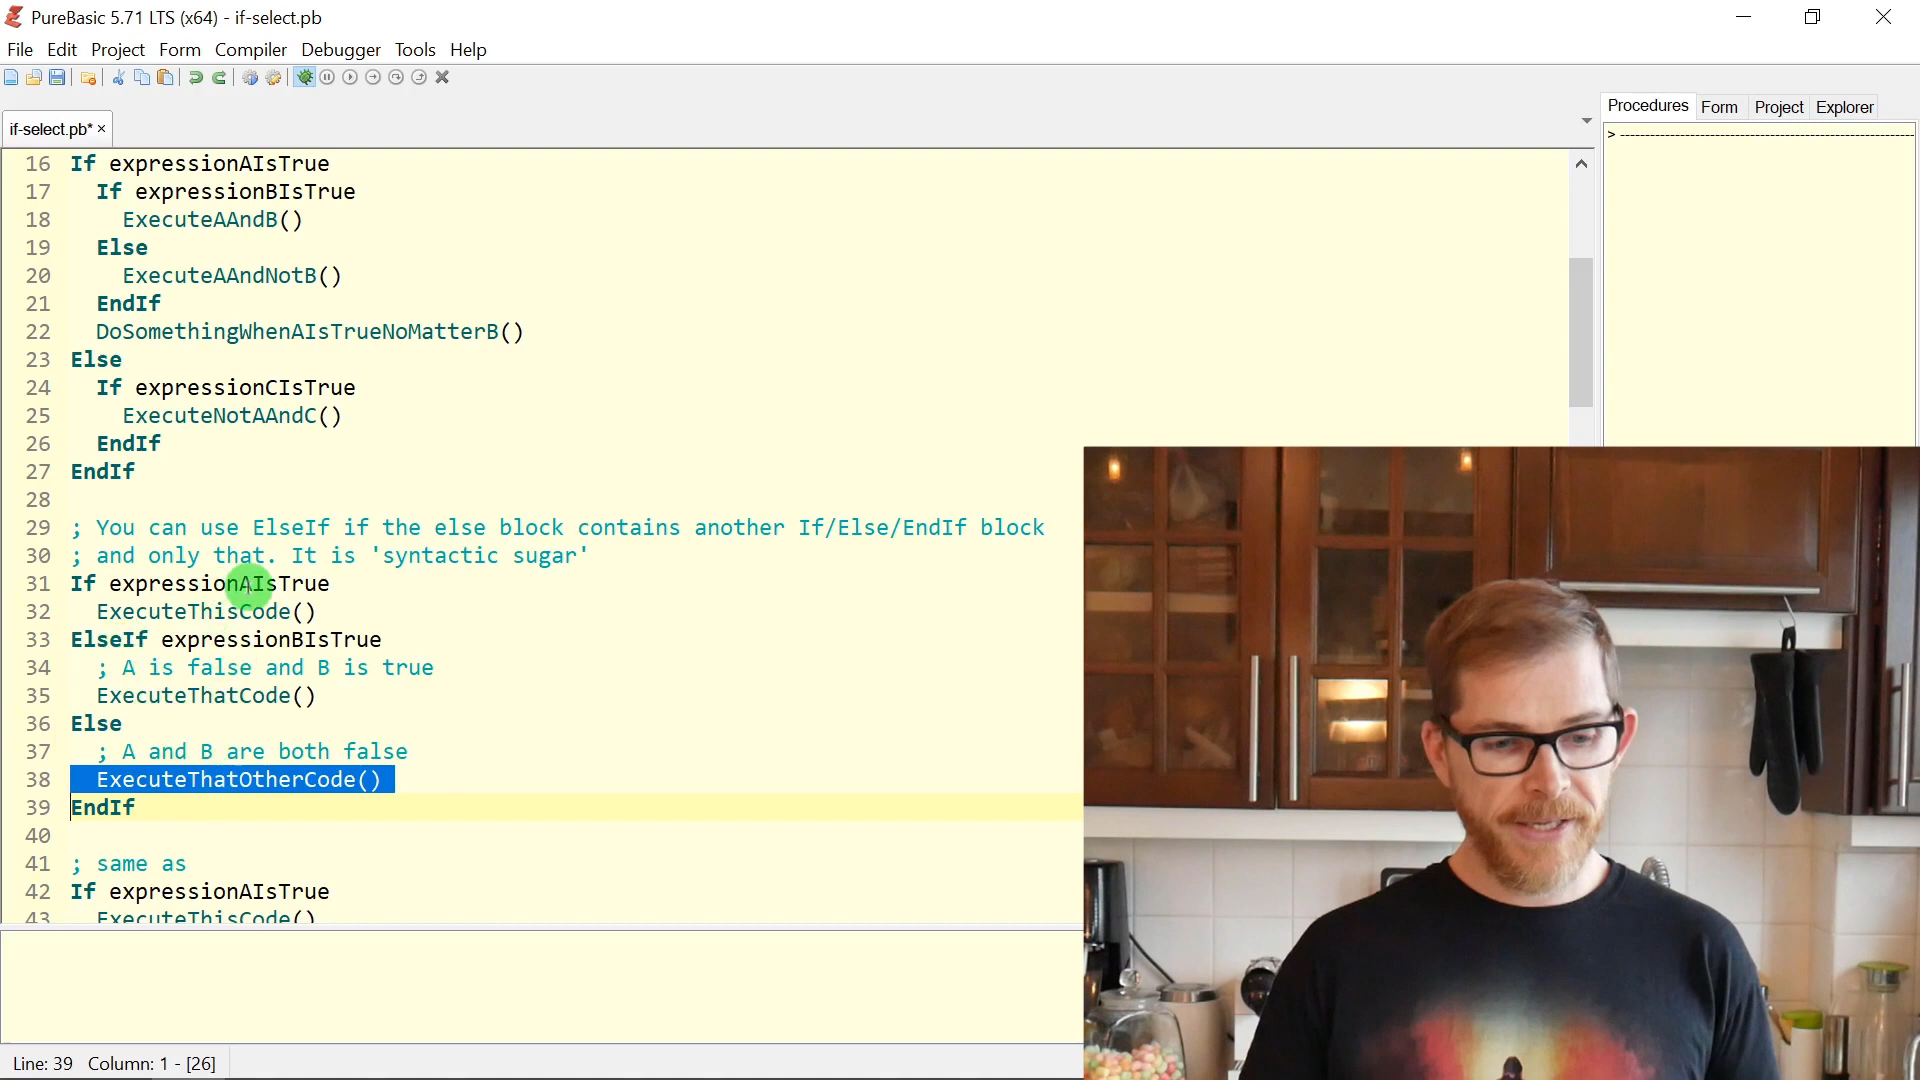 PureBasic 5.71 LTS (x64) - if-select.pb
File Edit Project Form Compiler Debugger Tools Help
if-select.pb*
Procedures Form Project Explorer
16 If expressionAIsTrue
17 If expressionBIsTrue
18 ExecuteAAndB()
19 Else
20 ExecuteAAndNotB()
21 EndIf
22 DoSomethingWhenAIsTrueNoMatterB()
23 Else
24 If expressionCIsTrue
25 ExecuteNotAAndC()
26 EndIf
27 EndIf
28
29 ; You can use ElseIf if the else block contains another If/Else/EndIf block
30 ; and only that. It is 'syntactic sugar'
31 If expressionAIsTrue
32 ExecuteThisCode()
33 ElseIf expressionBIsTrue
34 ; A is false and B is true
35 ExecuteThatCode()
36 Else
37 ; A and B are both false
38 ExecuteThatOtherCode()
39 EndIf
40
41 ; same as
42 If expressionAIsTrue
43 ExecuteThisCode()
Line: 39 Column: 1 - [26]